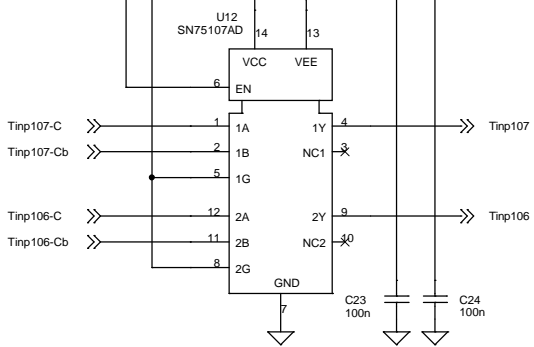 U12
SN75107AD
14 13
VCC VEE
6 EN
Tinp107-C 1 1A 1Y 4 Tinp107
Tinp107-Cb 2 1B NC1 3
5 1G
Tinp106-C 12 2A 2Y 9 Tinp106
Tinp106-Cb 11 2B NC2 10
8 2G
GND
7
C23 C24
100n 100n